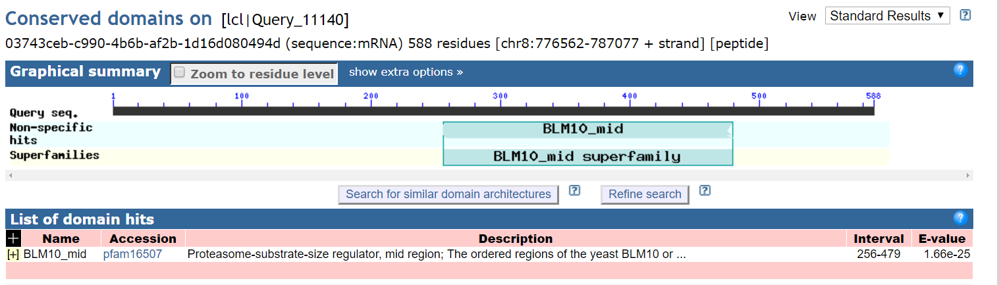 Conserved domains on [lcl|Query_11140]
View Standard Results ▼ ?
03743ceb-c990-4b6b-af2b-1d16d080494d (sequence:mRNA) 588 residues [chr8:776562-787077 + strand] [peptide]
Graphical summary Zoom to residue level show extra options » ?
1 100 200 300 400 500 588
Query seq.
Non-specific hits BLM10_mid
Superfamilies BLM10_mid superfamily
Search for similar domain architectures ? Refine search ?
List of domain hits ?
+ Name Accession Description Interval E-value
[+] BLM10_mid pfam16507 Proteasome-substrate-size regulator, mid region; The ordered regions of the yeast BLM10 or ... 256-479 1.66e-25